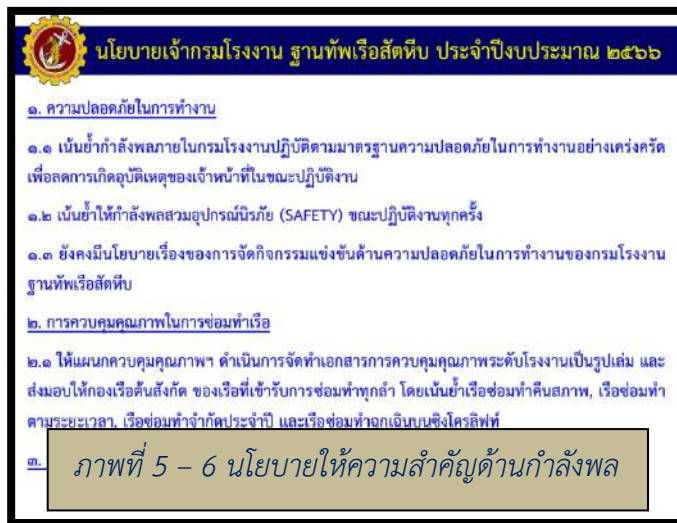 นโยบายเจ้ากรมโรงงาน ฐานทัพเรือสัตหีบ ประจำปีงบประมาณ ๒๕๖๖
๑. ความปลอดภัยในการทำงาน
๑.๑ เน้นย้ำกำลังพลภายในกรมโรงงานปฏิบัติตามมาตรฐานความปลอดภัยในการทำงานอย่างเคร่งครัด
เพื่อลดการเกิดอุบัติเหตุของเจ้าหน้าที่ในขณะปฏิบัติงาน
๑.๒ เน้นย้ำให้กำลังพลสวมอุปกรณ์นิรภัย (SAFETY) ขณะปฏิบัติงานทุกครั้ง
๑.๓ ยังคงมีนโยบายเรื่องของการจัดกิจกรรมแข่งขันด้านความปลอดภัยในการทำงานของกรมโรงงาน
ฐานทัพเรือสัตหีบ
๒. การควบคุมคุณภาพในการซ่อมทำเรือ
๒.๑ ให้แผนกควบคุมคุณภาพฯ ดำเนินการจัดทำเอกสารการควบคุมคุณภาพระดับโรงงานเป็นรูปเล่ม และ
ส่งมอบให้กองเรือต้นสังกัด ของเรือที่เข้ารับการซ่อมทำทุกลำ โดยเน้นย้ำเรือซ่อมทำคืนสภาพ, เรือซ่อมทำ
ตามระยะเวลา, เรือซ่อมทำจำกัดประจำปี และเรือซ่อมทำฉุกเฉินบนซิงโครลิฟท์
๓.
ภาพที่ 5 – 6 นโยบายให้ความสำคัญด้านกำลังพล